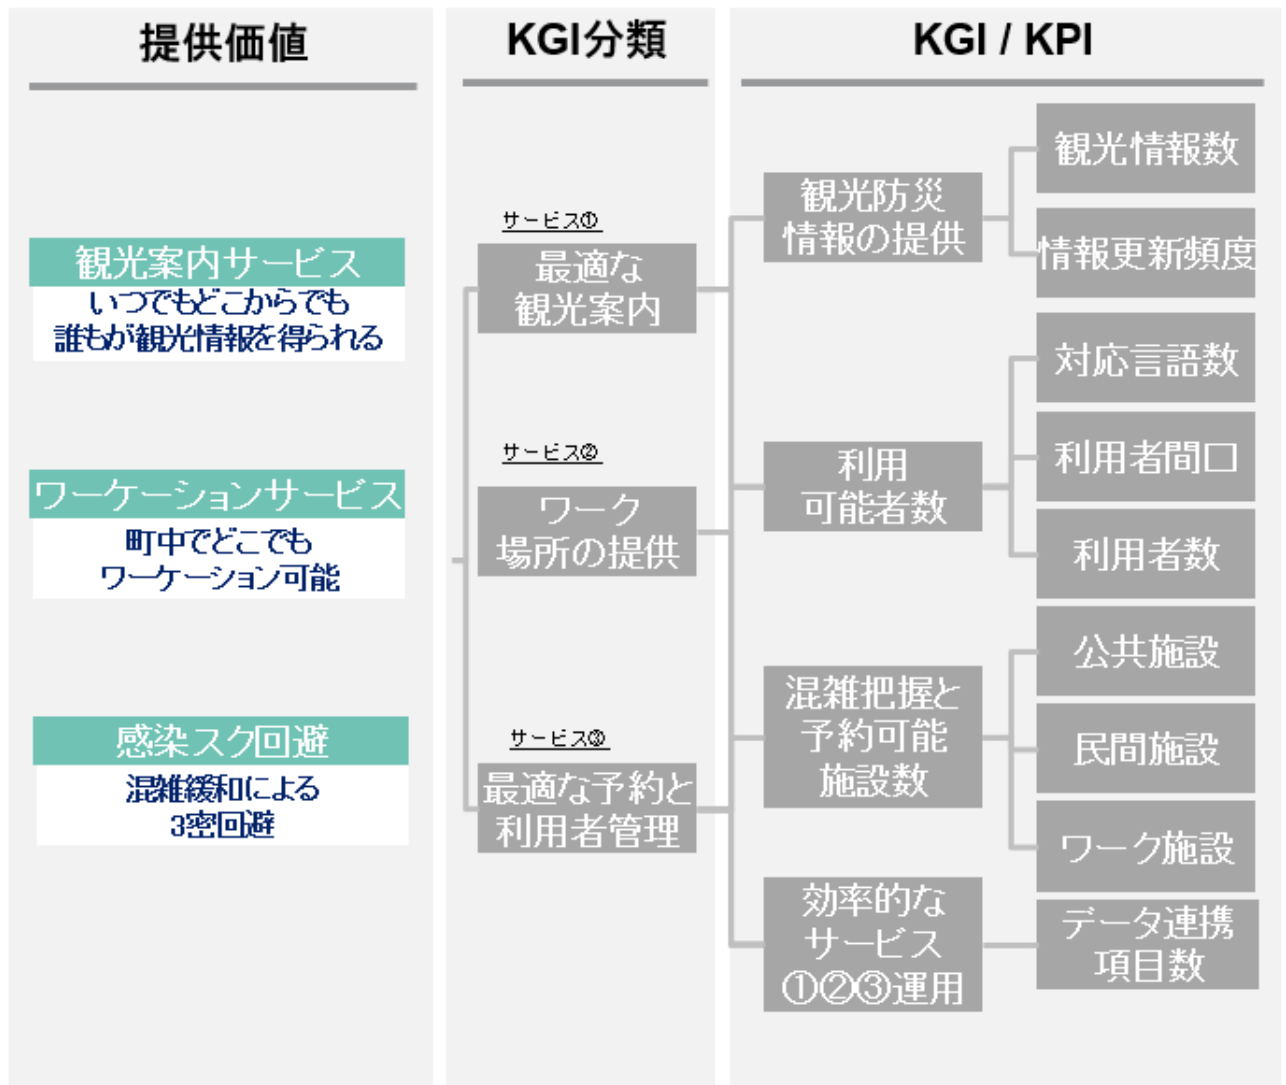 提供価値
観光案内サービス
いつでもどこからでも
誰もが観光情報を得られる
ワーケーションサービス
町中でどこでも
ワーケーション可能
感染スク回避
混雑緩和による
3密回避
KGI分類
サービス①
最適な
観光案内
サービス②
ワーク
場所の提供
サービス③
最適な予約と
利用者管理
KGI / KPI
観光防災
情報の提供
観光情報数
情報更新頻度
利用
可能者数
対応言語数
利用者間口
利用者数
混雑把握と
予約可能
施設数
公共施設
民間施設
ワーク施設
効率的な
サービス
①②③運用
データ連携
項目数